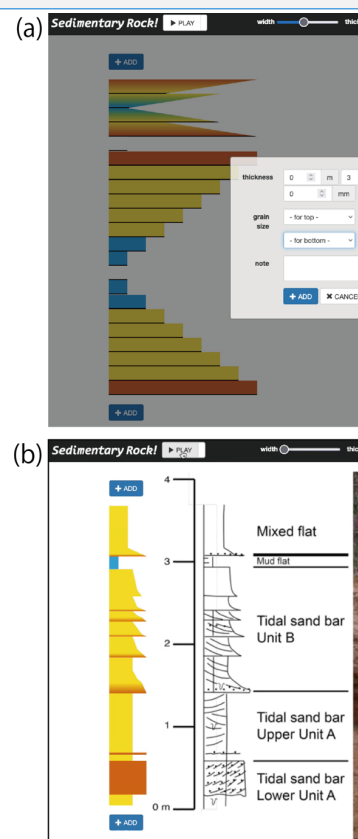 (a)
Sedimentary Rock! ▶ PLAY width thic
+ ADD
thickness 0 m 3
0 mm
grain size - for top -
- for bottom -
note
+ ADD ✖ CANCE
+ ADD
(b)
Sedimentary Rock! ▶ PLAY width thic
+ ADD
4
Mixed flat
3
Mud flat
Tidal sand bar
Unit B
2
Tidal sand bar
Upper Unit A
1
Tidal sand bar
Lower Unit A
0 m
+ ADD